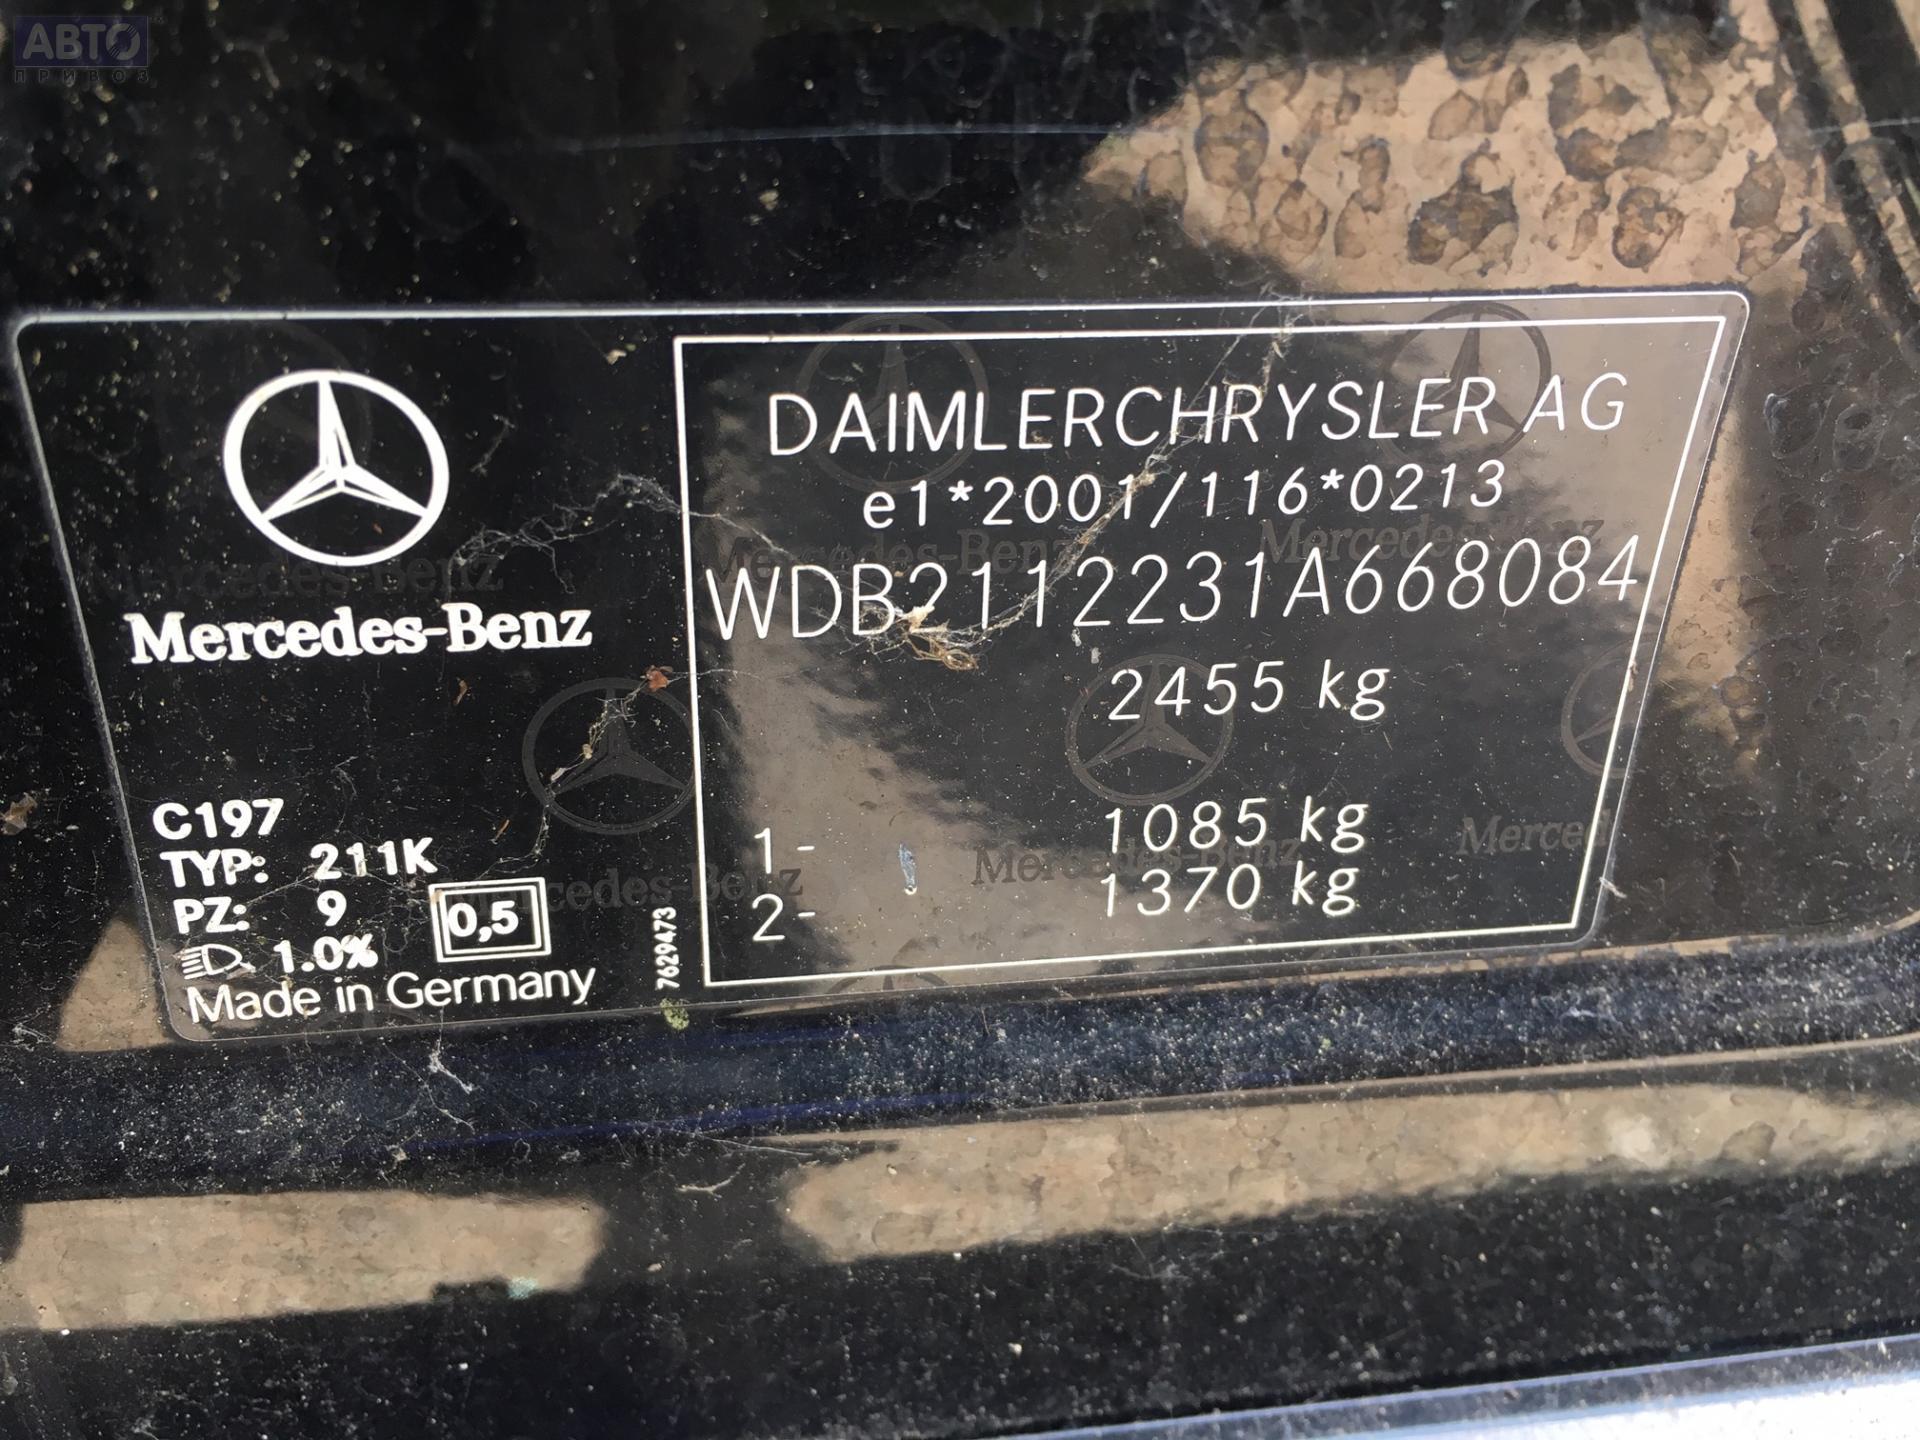 АВТО
ПРИВОЗ
Mercedes-Benz
C197
TYP: 211K
PZ: 9
1.0% 0,5
Made in Germany
7629473
DAIMLERCHRYSLER AG
e1*2001/116*0213
WDB2112231A668084
2455 kg
1- 1085 kg
2- 1370 kg